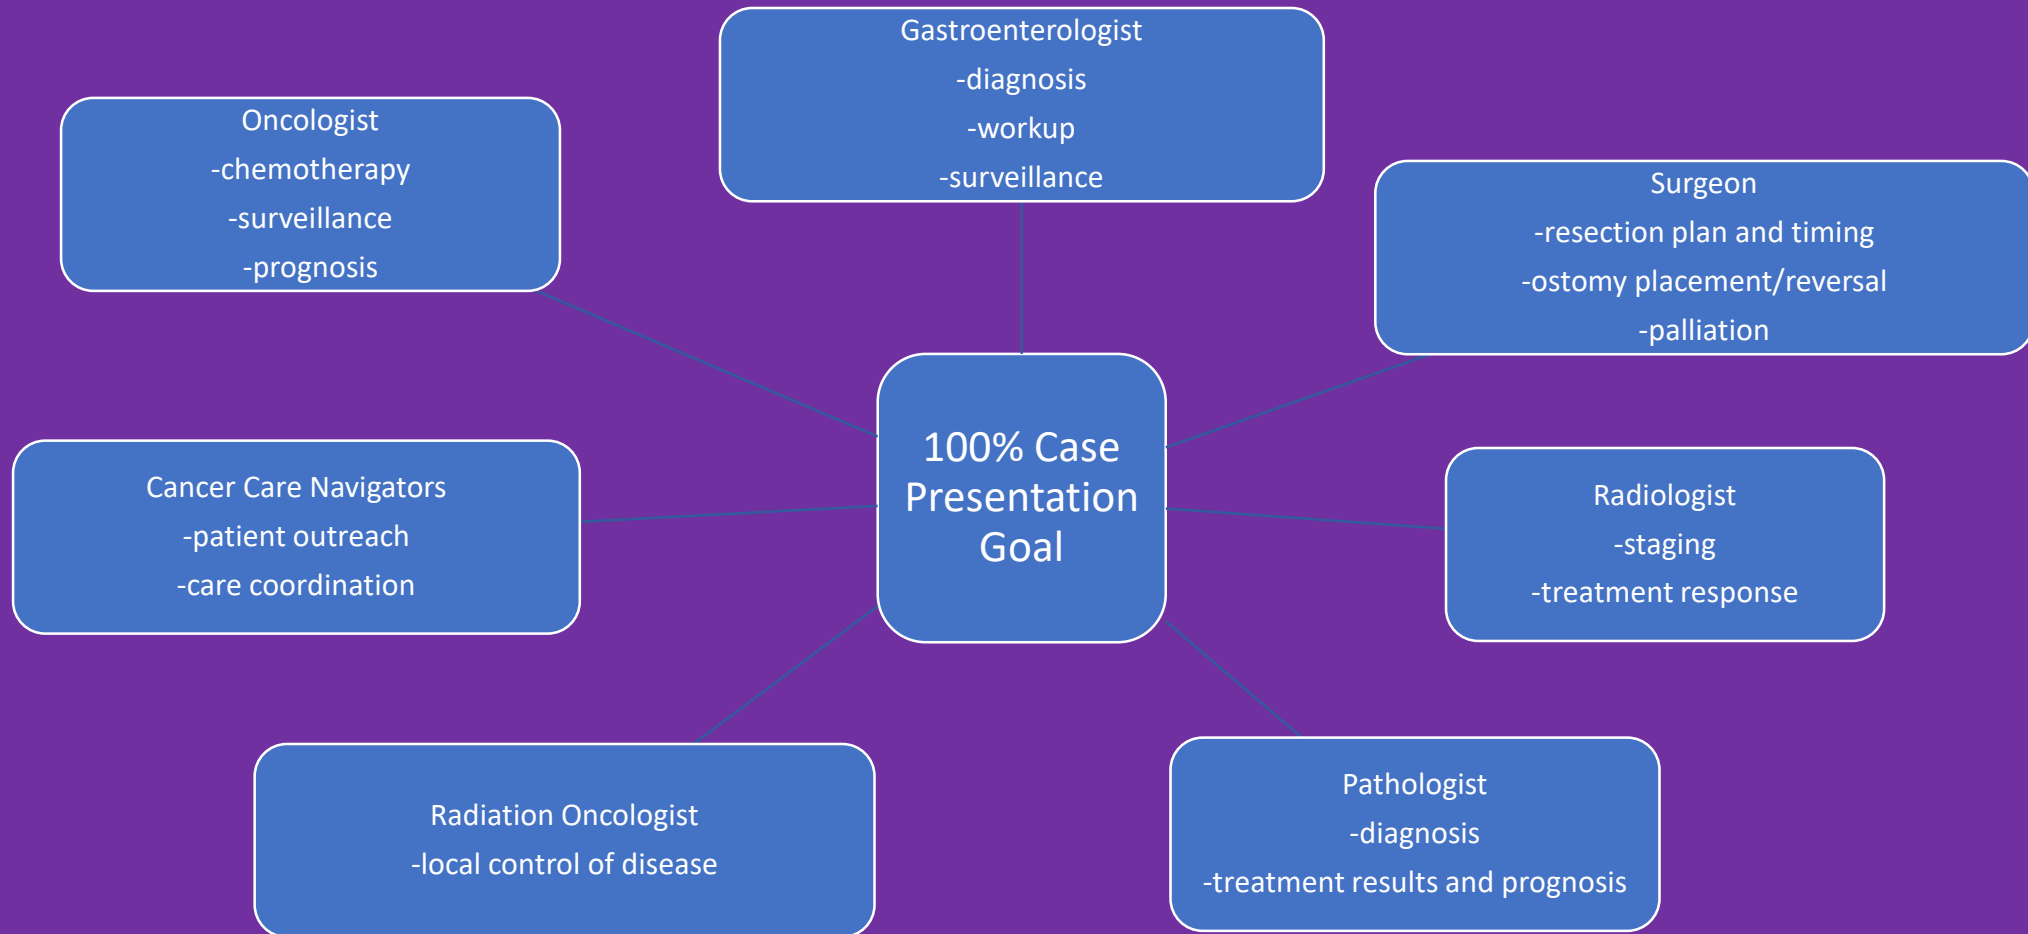 Gastroenterologist
-diagnosis
-workup
-surveillance
Oncologist
-chemotherapy
-surveillance
-prognosis
Surgeon
-resection plan and timing
-ostomy placement/reversal
-palliation
100% Case
Presentation
Goal
Cancer Care Navigators
-patient outreach
-care coordination
Radiologist
-staging
-treatment response
Radiation Oncologist
-local control of disease
Pathologist
-diagnosis
-treatment results and prognosis